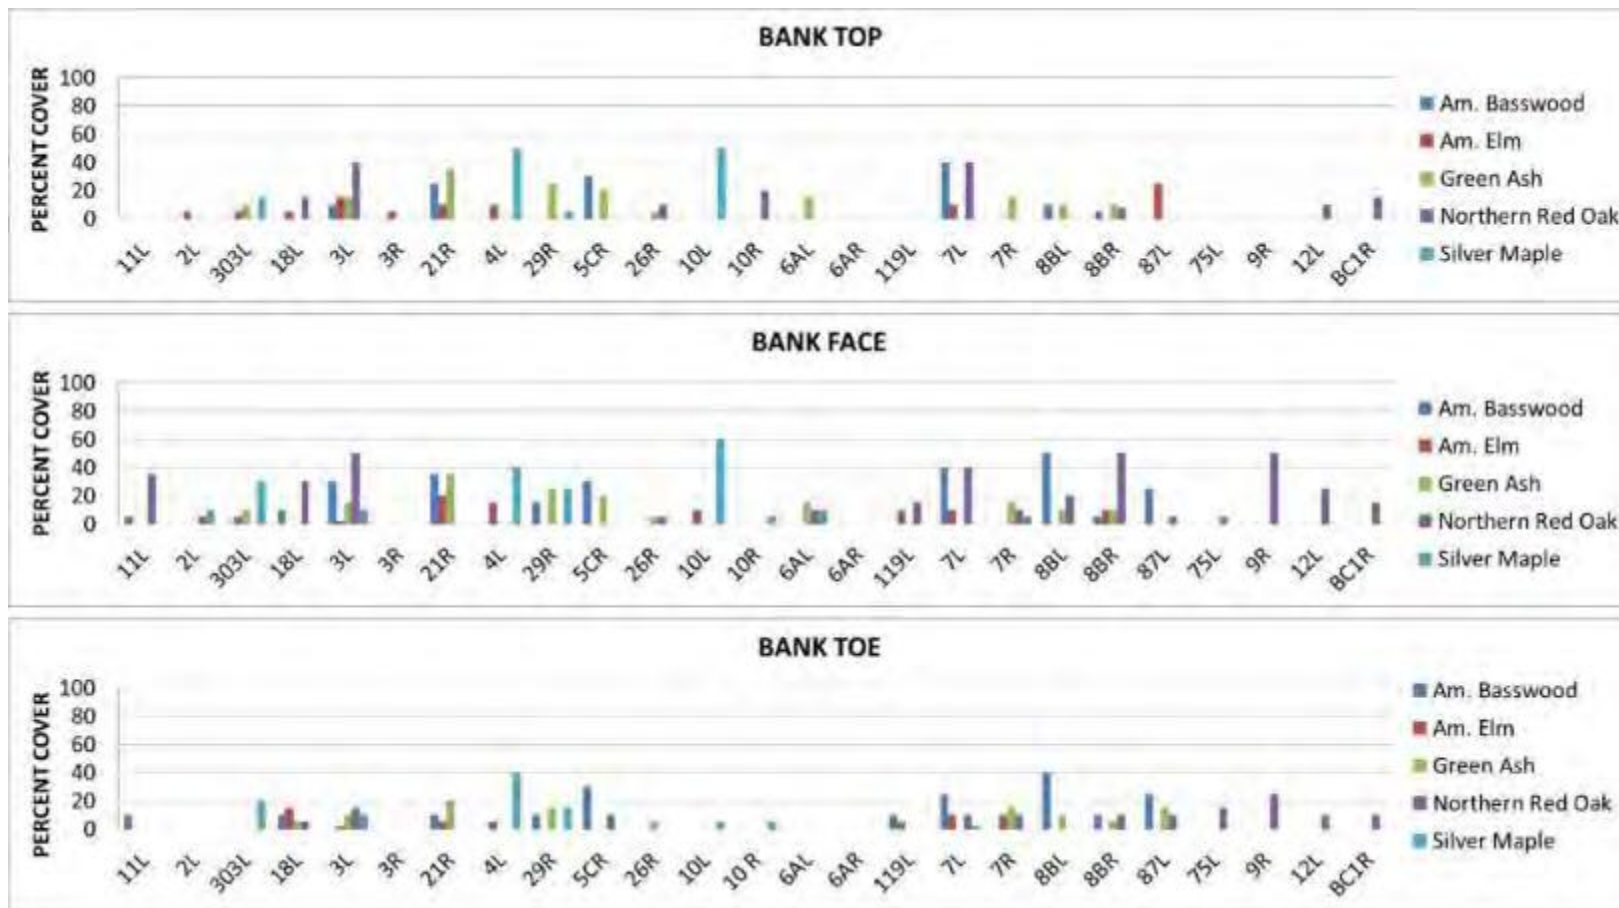 BANK TOP
PERCENT COVER
100
80
60
40
20
0
11L 2L 303L 18L 3L 3R 21R 4L 29R 5CR 26R 10L 10R 6AL 6AR 119L 7L 7R 8BL 8BR 87L 75L 9R 12L BC1R
Am. Basswood
Am. Elm
Green Ash
Northern Red Oak
Silver Maple
BANK FACE
PERCENT COVER
100
80
60
40
20
0
11L 2L 303L 18L 3L 3R 21R 4L 29R 5CR 26R 10L 10R 6AL 6AR 119L 7L 7R 8BL 8BR 87L 75L 9R 12L BC1R
Am. Basswood
Am. Elm
Green Ash
Northern Red Oak
Silver Maple
BANK TOE
PERCENT COVER
100
80
60
40
20
0
11L 2L 303L 18L 3L 3R 21R 4L 29R 5CR 26R 10L 10 R 6AL 6AR 119L 7L 7R 8BL 8BR 87L 75L 9R 12L BC1R
Am. Basswood
Am. Elm
Green Ash
Northern Red Oak
Silver Maple